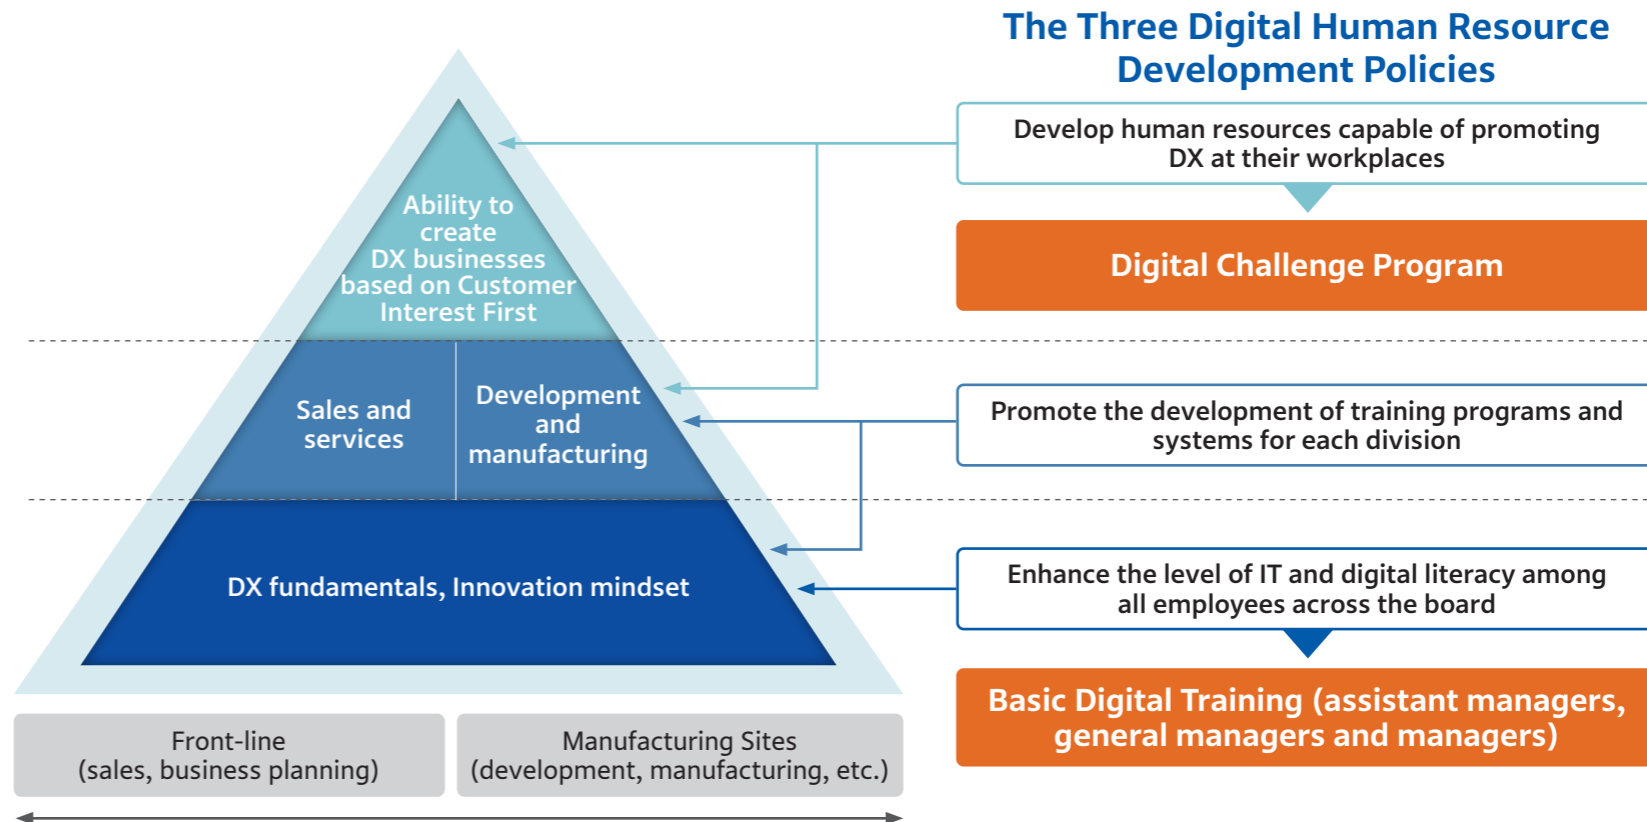 The Three Digital Human Resource
Development Policies
Develop human resources capable of promoting
DX at their workplaces
Digital Challenge Program
Ability to
create
DX businesses
based on Customer
Interest First
Sales and
services
Development
and
manufacturing
Promote the development of training programs and
systems for each division
DX fundamentals, Innovation mindset
Enhance the level of IT and digital literacy among
all employees across the board
Basic Digital Training (assistant managers,
general managers and managers)
Front-line
(sales, business planning)
Manufacturing Sites
(development, manufacturing, etc.)